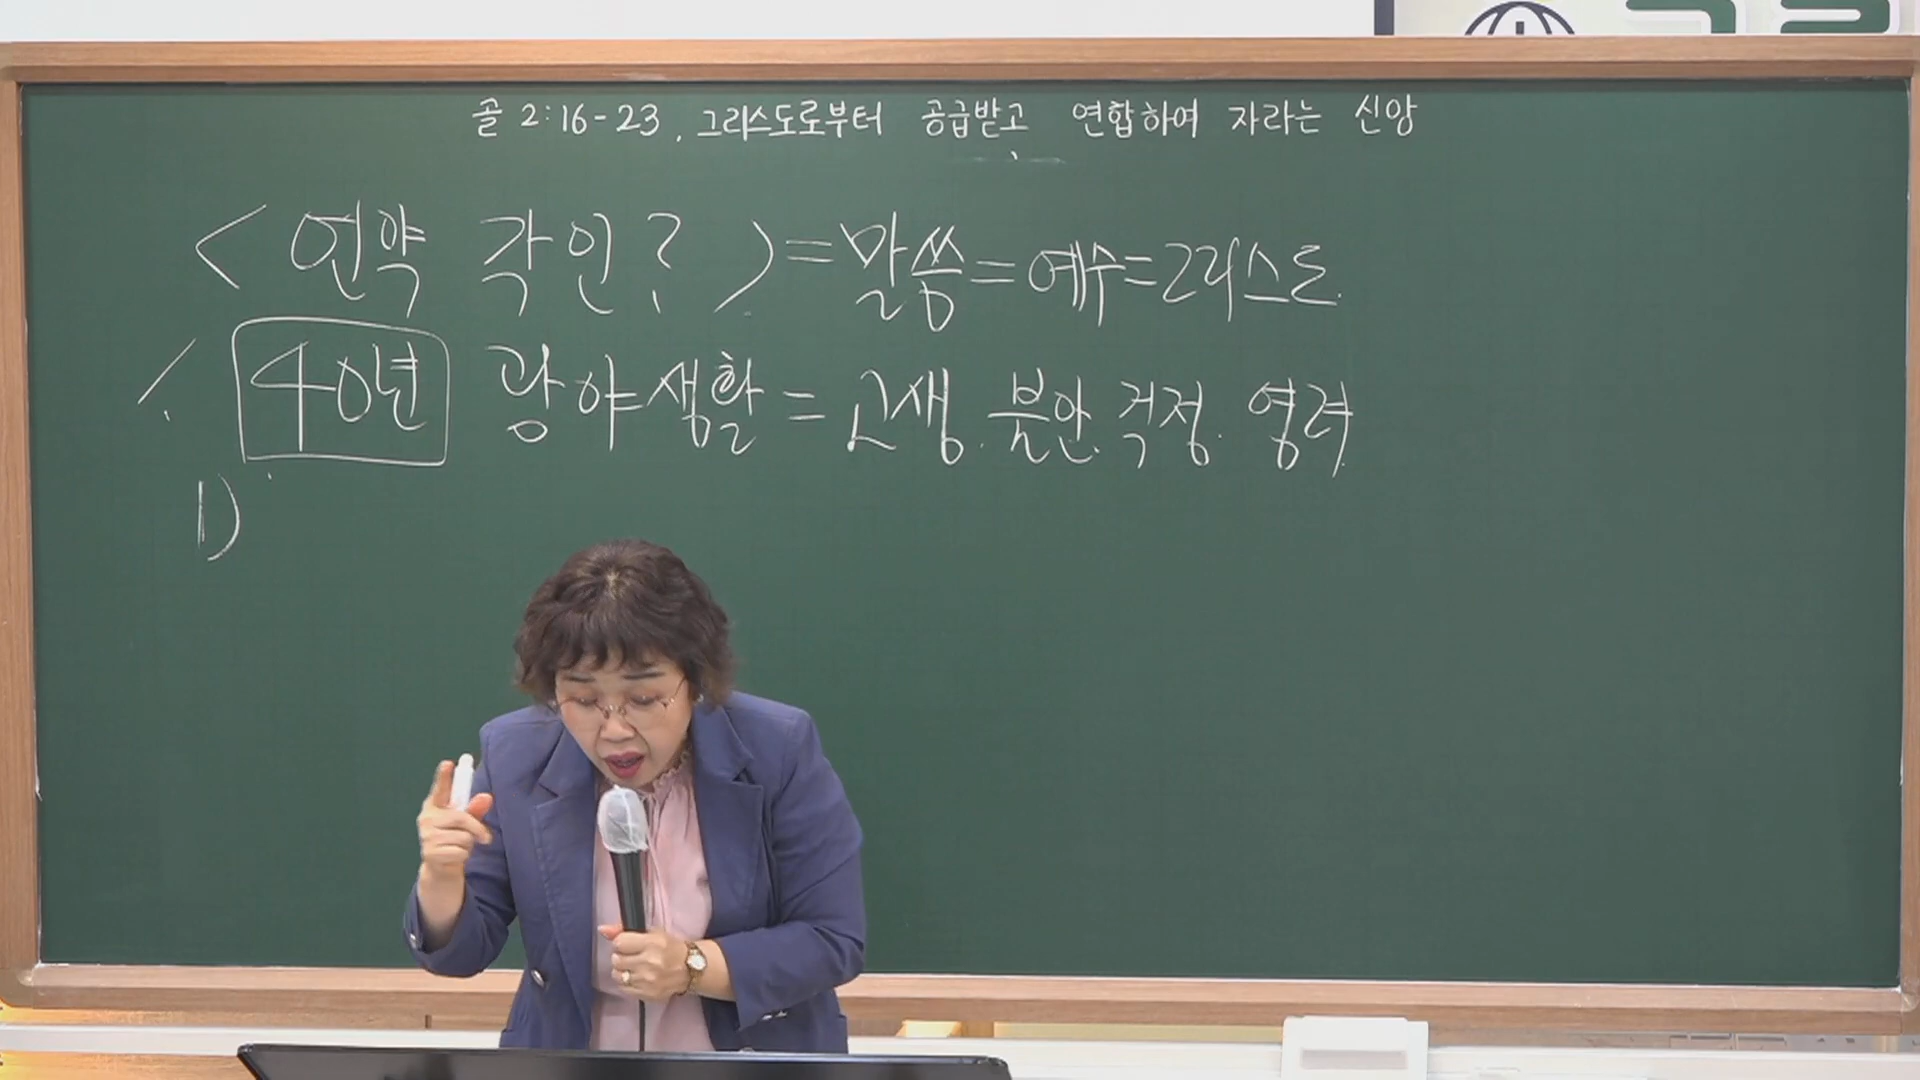 골 2:16-23, 그리스도로부터 공급받고 연합하여 자라는 신앙
< 언약 각인? > = 말씀 = 예수 = 그리스도.
1. 40년 광야생활 = 고생. 불안. 걱정. 염려.
1)